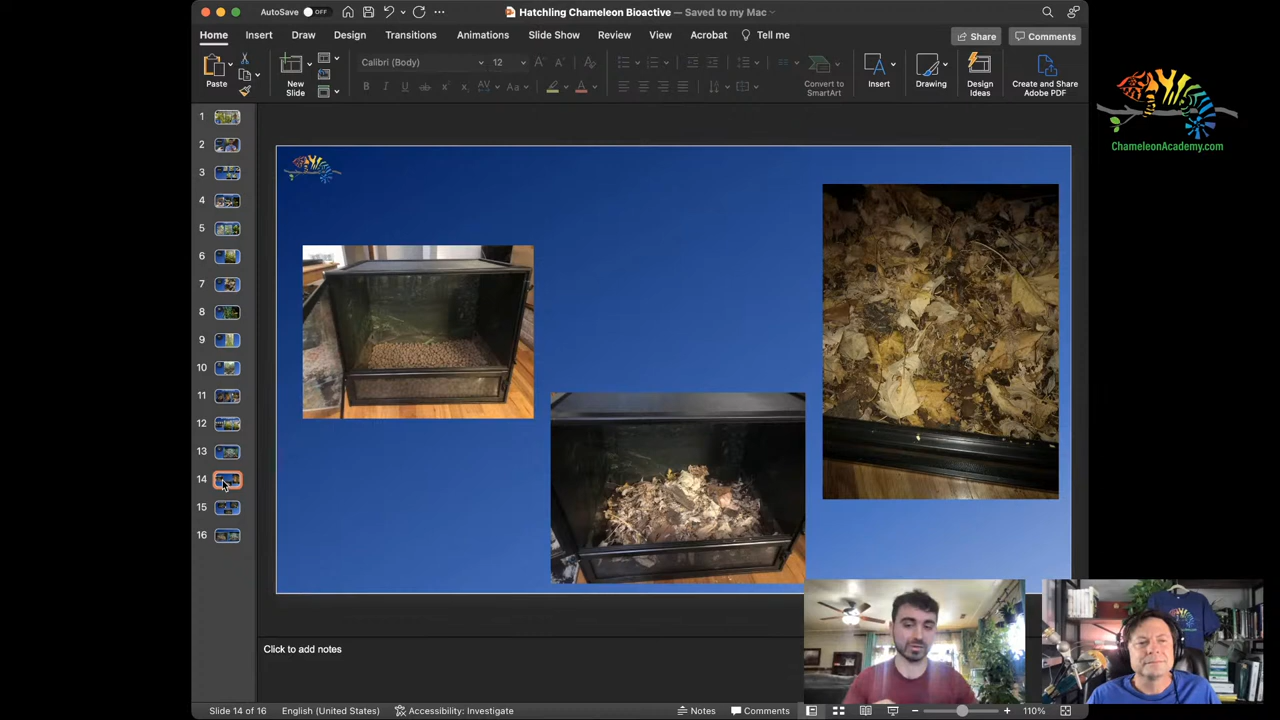 AutoSave OFF
Hatchling Chameleon Bioactive — Saved to my Mac
Home Insert Draw Design Transitions Animations Slide Show Review View Acrobat Tell me
Share Comments
Paste
New
Slide
Calibri (Body) 12
Convert to
SmartArt
Insert
Drawing
Design
Ideas
Create and Share
Adobe PDF
ChameleonAcademy.com
1
2
3
4
5
6
7
8
9
10
11
12
13
14
15
16
Click to add notes
Slide 14 of 16 English (United States) Accessibility: Investigate Notes Comments 110%